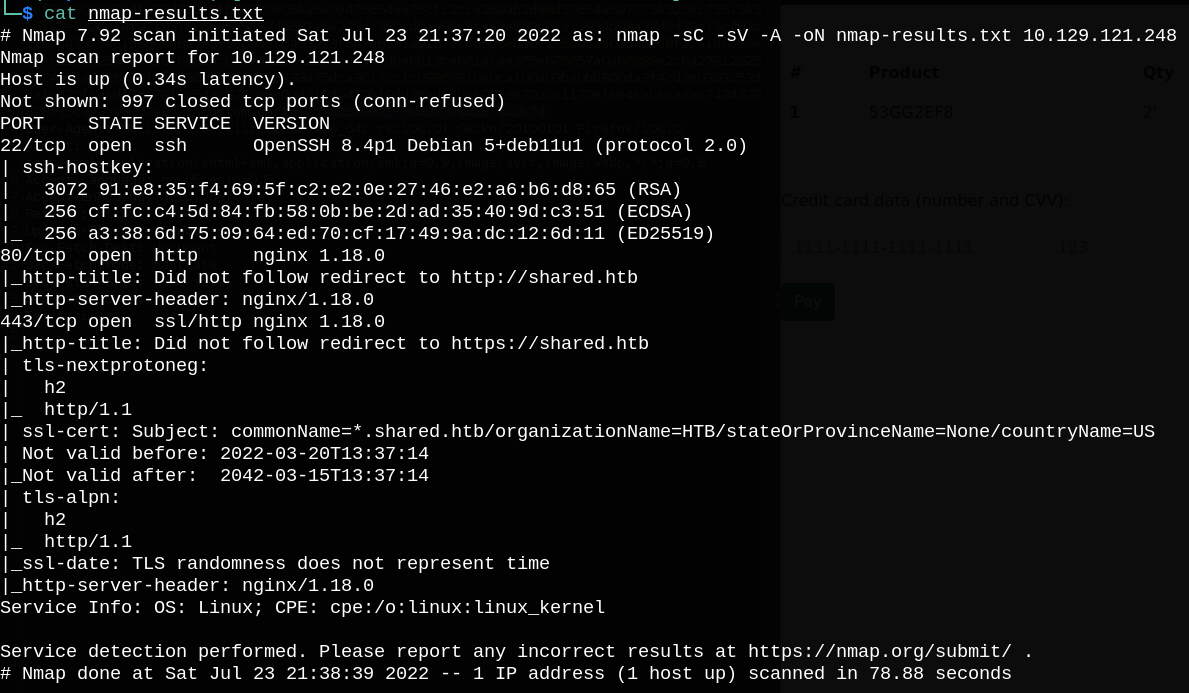 └─$ cat nmap-results.txt
# Nmap 7.92 scan initiated Sat Jul 23 21:37:20 2022 as: nmap -sC -sV -A -oN nmap-results.txt 10.129.121.248
Nmap scan report for 10.129.121.248
Host is up (0.34s latency).
Not shown: 997 closed tcp ports (conn-refused)
PORT    STATE SERVICE  VERSION
22/tcp  open  ssh      OpenSSH 8.4p1 Debian 5+deb11u1 (protocol 2.0)
| ssh-hostkey:
|   3072 91:e8:35:f4:69:5f:c2:e2:0e:27:46:e2:a6:b6:d8:65 (RSA)
|   256 cf:fc:c4:5d:84:fb:58:0b:be:2d:ad:35:40:9d:c3:51 (ECDSA)
|_  256 a3:38:6d:75:09:64:ed:70:cf:17:49:9a:dc:12:6d:11 (ED25519)
80/tcp  open  http     nginx 1.18.0
|_http-title: Did not follow redirect to http://shared.htb
|_http-server-header: nginx/1.18.0
443/tcp open  ssl/http nginx 1.18.0
|_http-title: Did not follow redirect to https://shared.htb
| tls-nextprotoneg:
|   h2
|_  http/1.1
| ssl-cert: Subject: commonName=*.shared.htb/organizationName=HTB/stateOrProvinceName=None/countryName=US
| Not valid before: 2022-03-20T13:37:14
|_Not valid after:  2042-03-15T13:37:14
| tls-alpn:
|   h2
|_  http/1.1
|_ssl-date: TLS randomness does not represent time
|_http-server-header: nginx/1.18.0
Service Info: OS: Linux; CPE: cpe:/o:linux:linux_kernel
Service detection performed. Please report any incorrect results at https://nmap.org/submit/ .
# Nmap done at Sat Jul 23 21:38:39 2022 -- 1 IP address (1 host up) scanned in 78.88 seconds
# Product Qty
1 53GG2EF8 2'
Credit card data (number and CVV):
1111-1111-1111-1111 123
Pay